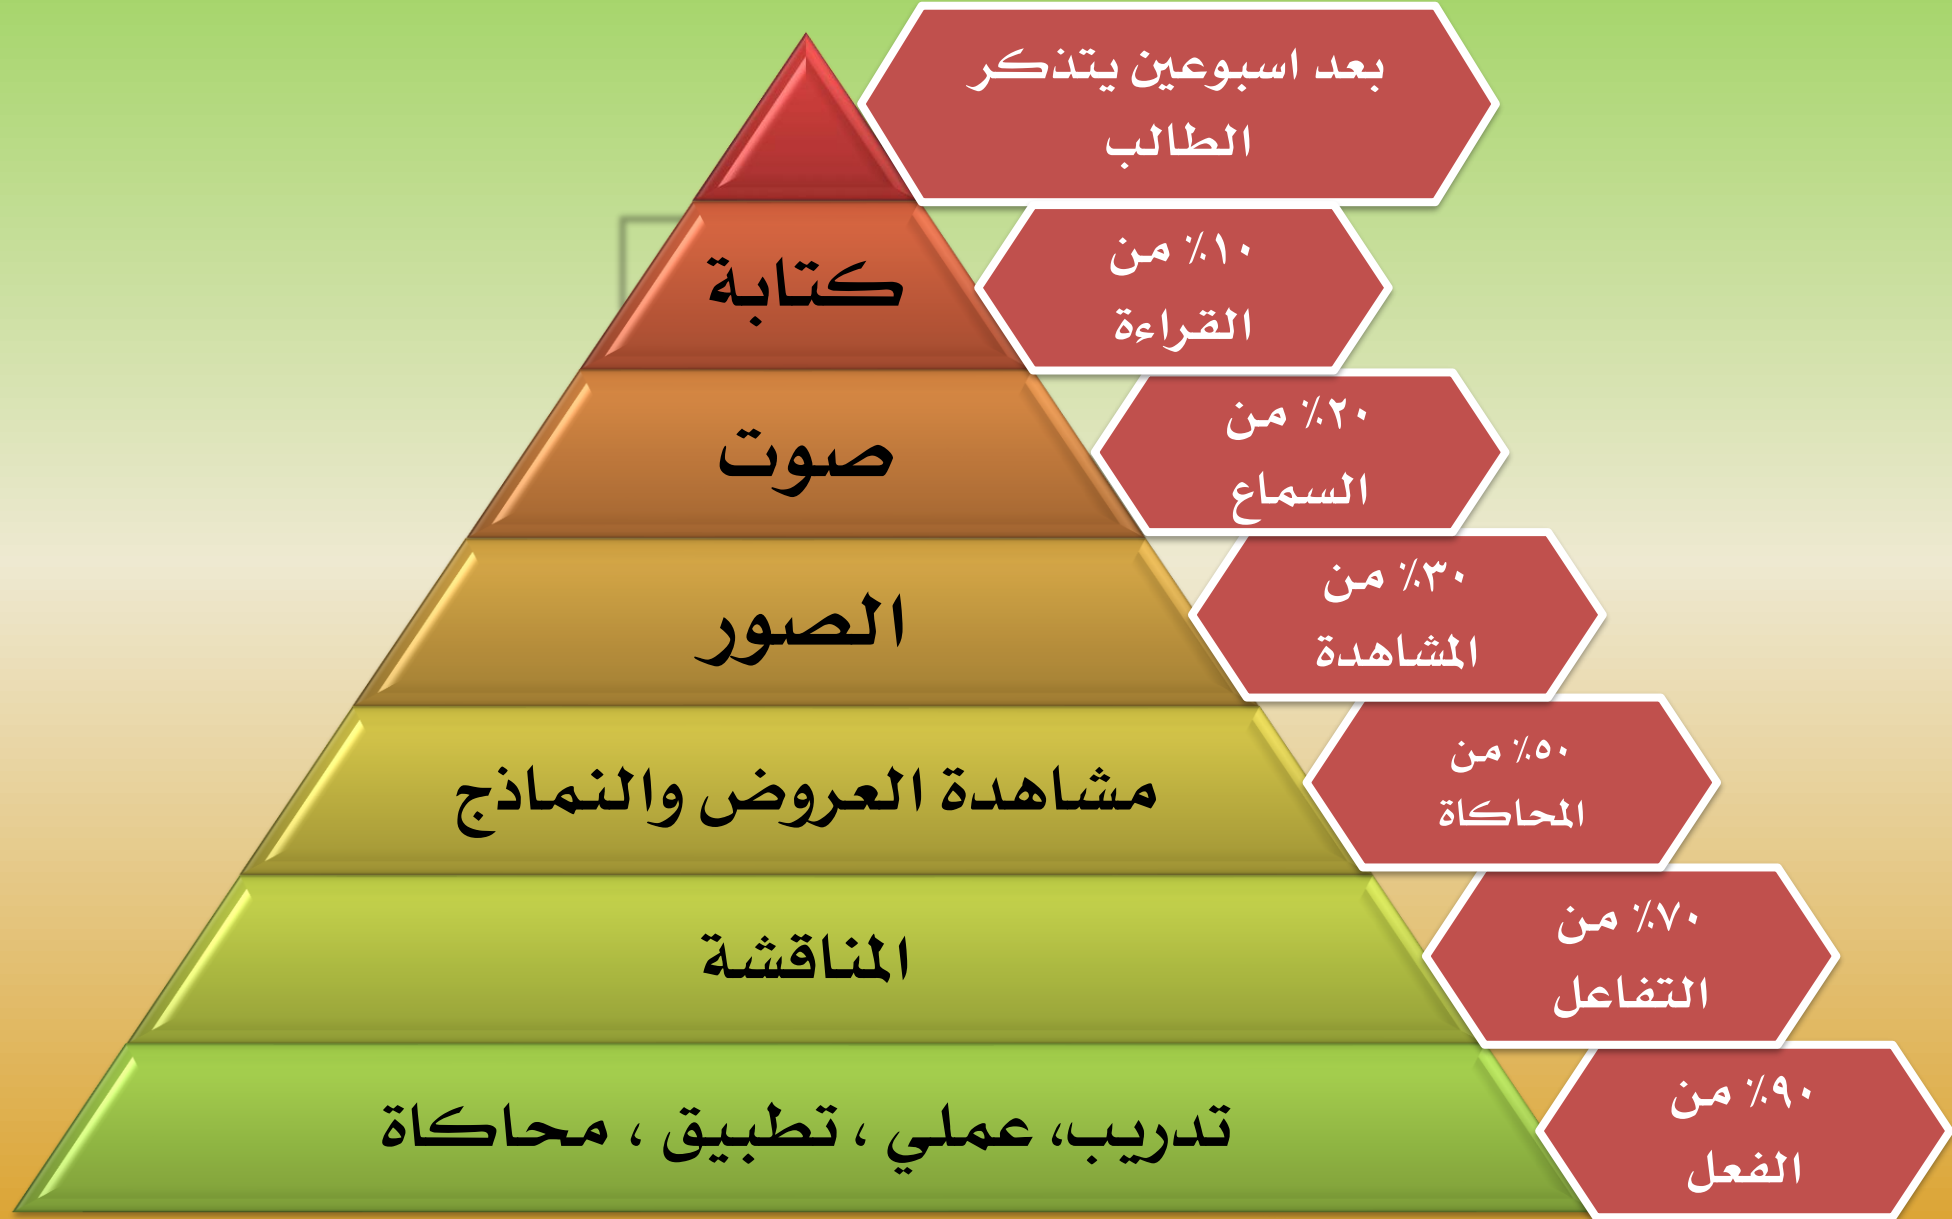 بعد اسبوعين يتذكر
الطالب
كتابة
١٠٪ من
القراءة
صوت
٢٠٪ من
السماع
الصور
٣٠٪ من
المشاهدة
مشاهدة العروض والنماذج
٥٠٪ من
المحاكاة
المناقشة
٧٠٪ من
التفاعل
تدريب، عملي ، تطبيق ، محاكاة
٩٠٪ من
الفعل